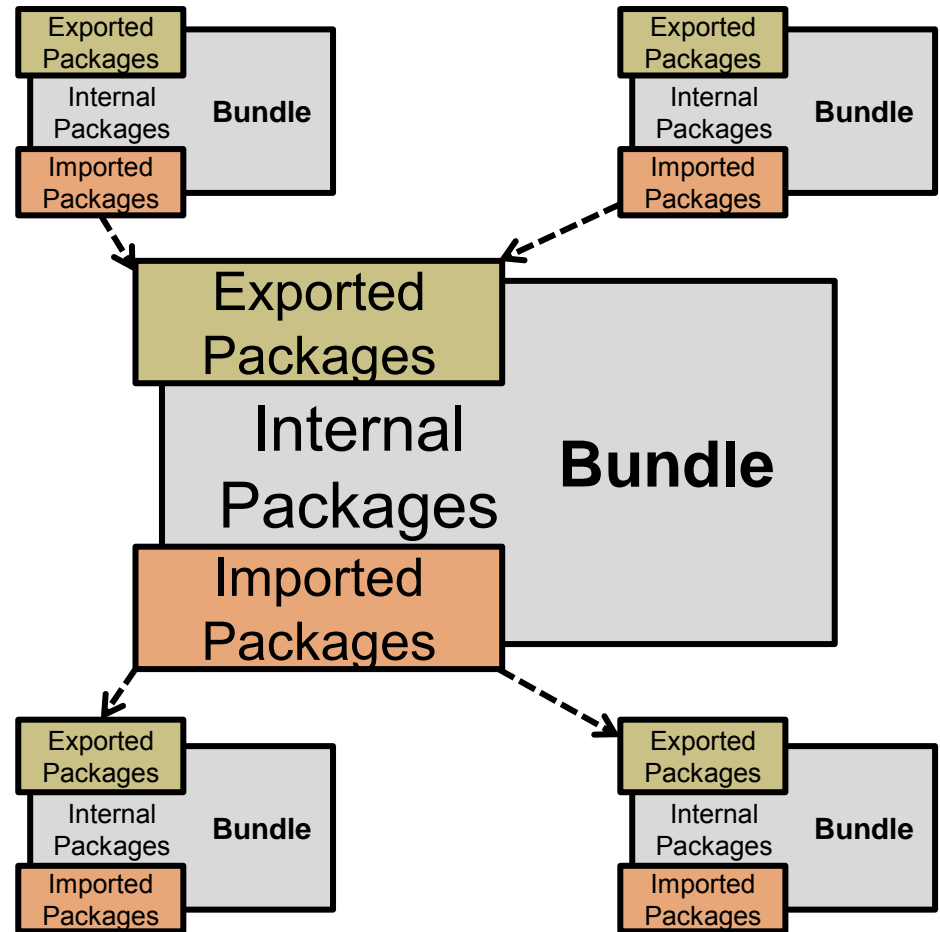 Exported
Packages
Internal
Packages
Bundle
Imported
Packages
Exported
Packages
Internal
Packages
Bundle
Imported
Packages
Exported
Packages
Internal
Packages
Bundle
Imported
Packages
Exported
Packages
Internal
Packages
Bundle
Imported
Packages
Exported
Packages
Internal
Packages
Bundle
Imported
Packages